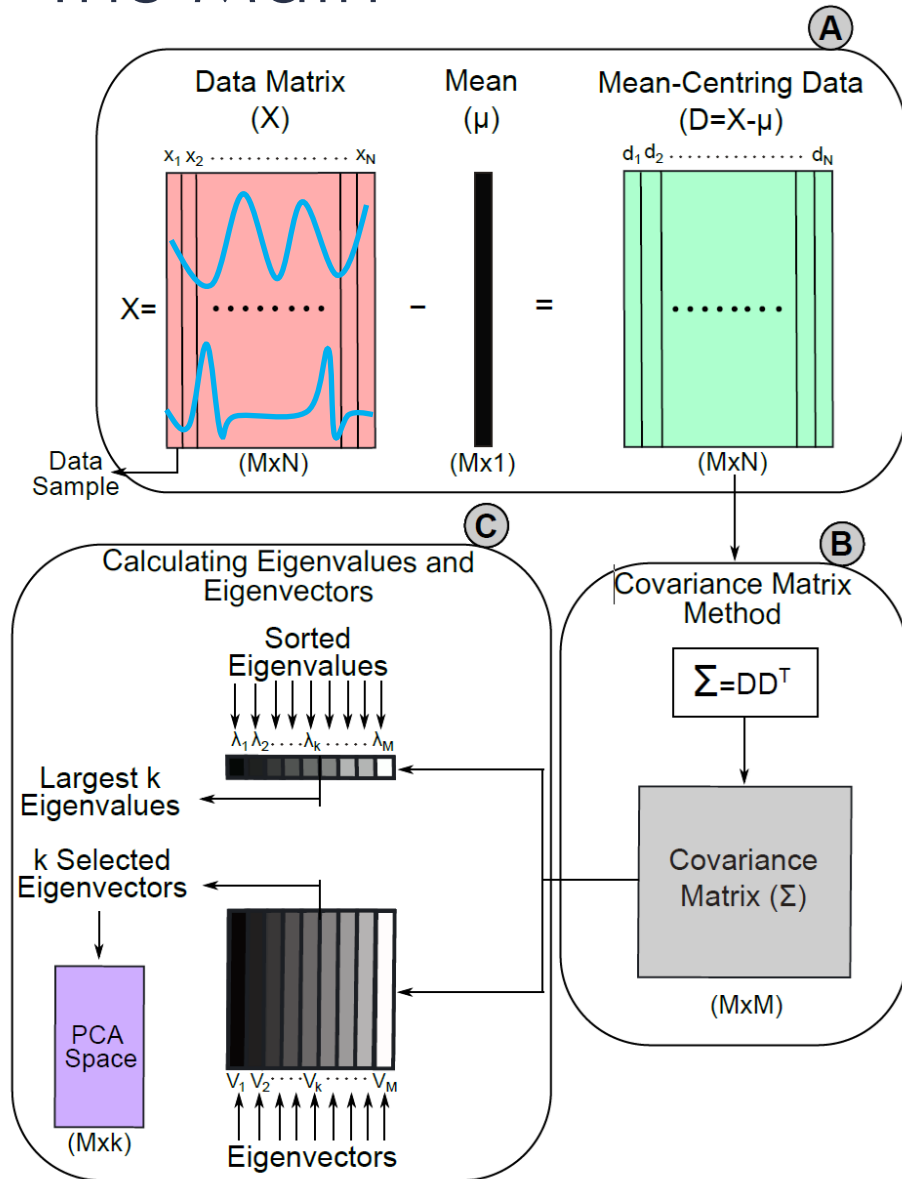 A
Data Matrix
(X)
Mean
(µ)
Mean-Centring Data
(D=X-µ)
x1 x2 .................. xN
d1 d2 .................. dN
X=
........
−
=
........
Data
Sample
(MxN)
(Mx1)
(MxN)
C
Calculating Eigenvalues and
Eigenvectors
Sorted
Eigenvalues
λ1 λ2 .... λk ..... λM
Largest k
Eigenvalues
k Selected
Eigenvectors
PCA
Space
(Mxk)
V1 V2 .... Vk ..... VM
Eigenvectors
B
Covariance Matrix
Method
Σ=DDᵀ
Covariance
Matrix (Σ)
(MxM)